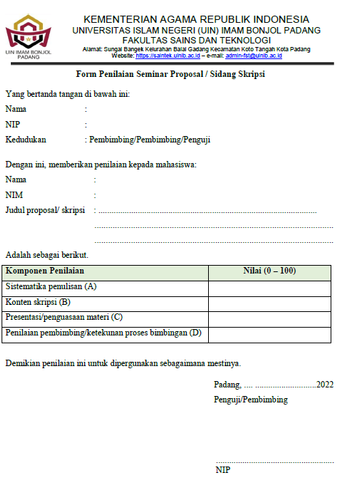 UIN IMAM BONJOL
PADANG
KEMENTERIAN AGAMA REPUBLIK INDONESIA
UNIVERSITAS ISLAM NEGERI (UIN) IMAM BONJOL PADANG
FAKULTAS SAINS DAN TEKNOLOGI
Alamat: Sungai Bangek Kelurahan Balai Gadang Kecamatan Koto Tangah Kota Padang
Website: https://saintek.uinib.ac.id – e-mail: admin-fst@uinib.ac.id
Form Penilaian Seminar Proposal / Sidang Skripsi
Yang bertanda tangan di bawah ini:
Nama :
NIP :
Kedudukan : Pembimbing/Pembimbing/Penguji
Dengan ini, memberikan penilaian kepada mahasiswa:
Nama :
NIM :
Judul proposal/ skripsi : ....................................................................................
............................................................................................
............................................................................................
Adalah sebagai berikut.
Komponen Penilaian Nilai (0 – 100)
Sistematika penulisan (A)
Konten skripsi (B)
Presentasi/penguasaan materi (C)
Penilaian pembimbing/ketekunan proses bimbingan (D)
Demikian penilaian ini untuk dipergunakan sebagaimana mestinya.
Padang, .... ............................2022
Penguji/Pembimbing
..............................................
NIP